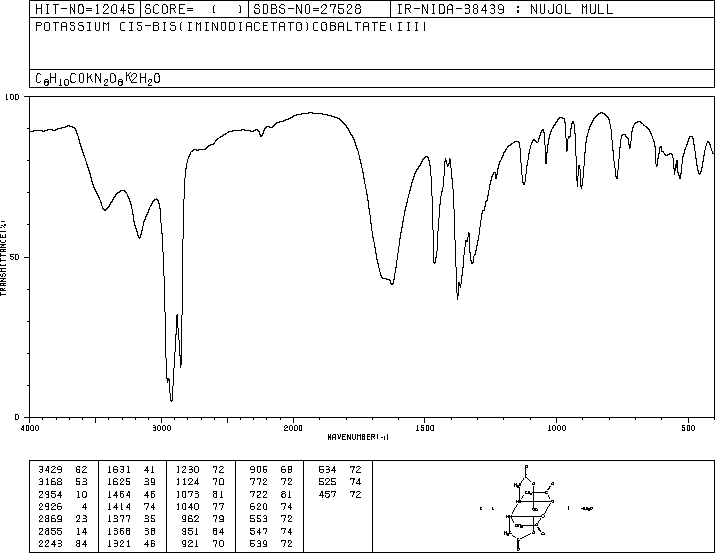 HIT-NO=12045 SCORE= ( ) SDBS-NO=27528 IR-NIDA-38439 : NUJOL MULL
POTASSIUM CIS-BIS(IMINODIACETATO)COBALTATE(III)
C8H10COKN2O8*2H2O
100
TRANSMITTANCE(%)
50
0
4000 3000 2000 1500 1000 500
WAVENUMBER(-1)
3429 62 1631 41 1230 72 906 68 534 72
3168 53 1625 39 1124 70 772 72 525 74
2954 10 1464 46 1073 81 722 81 457 72
2926 4 1414 74 1040 77 620 74
2869 23 1377 35 962 79 553 72
2855 14 1368 38 951 84 547 74
2243 84 1321 46 921 70 539 72